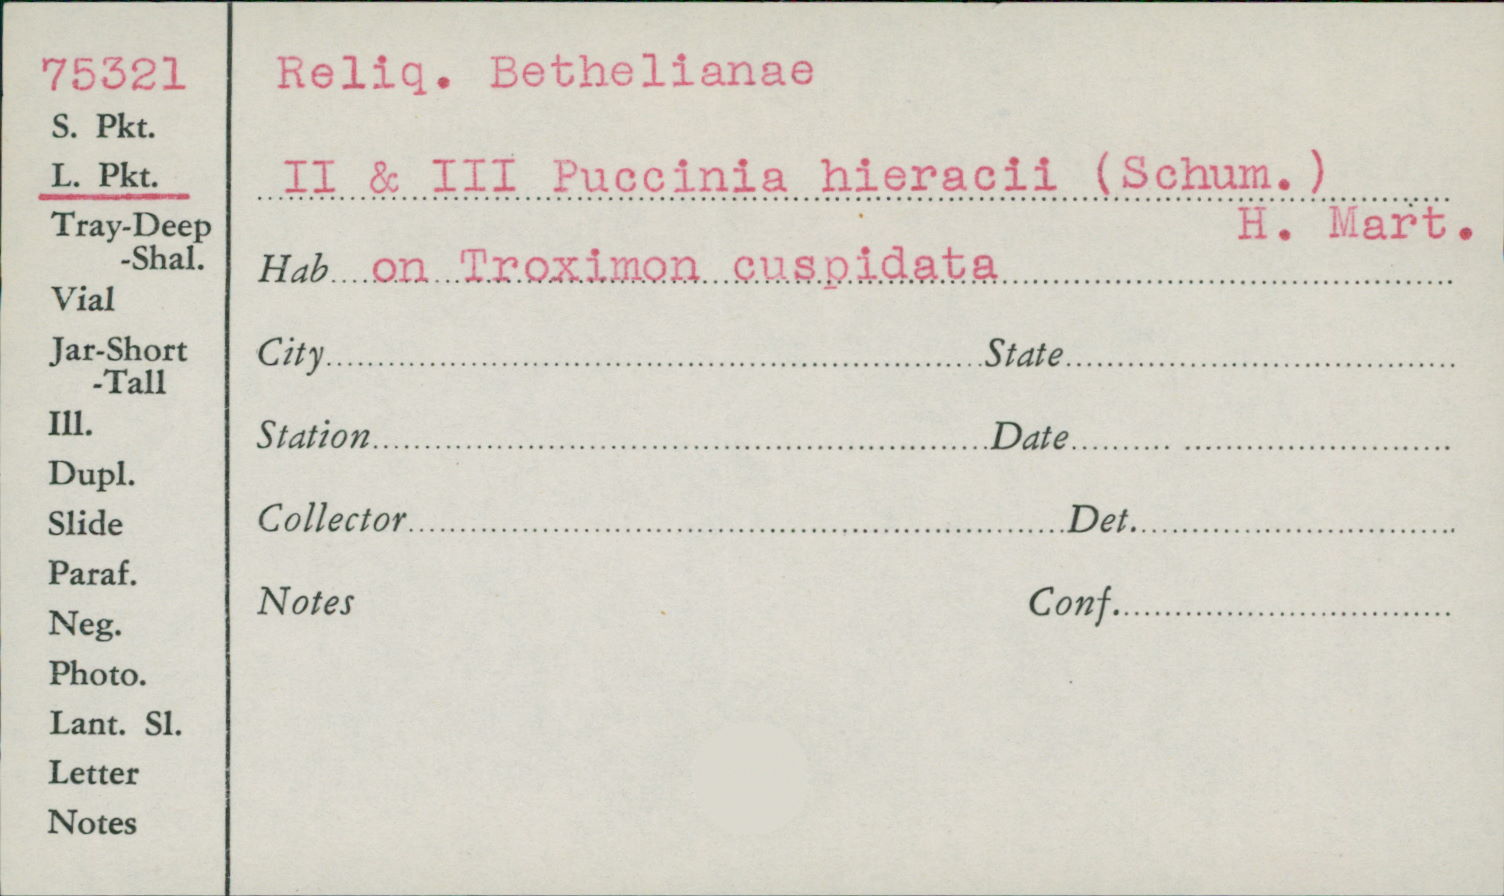 75321
S. Pkt.
L. Pkt.
Tray-Deep
-Shal.
Vial
Jar-Short
-Tall
Ill.
Dupl.
Slide
Paraf.
Neg.
Photo.
Lant. Sl.
Letter
Notes
Reliq. Bethelianae
II & III Puccinia hieracii (Schum.)
H. Mart.
Hab on Troximon cuspidata
City State
Station Date
Collector Det.
Notes Conf.